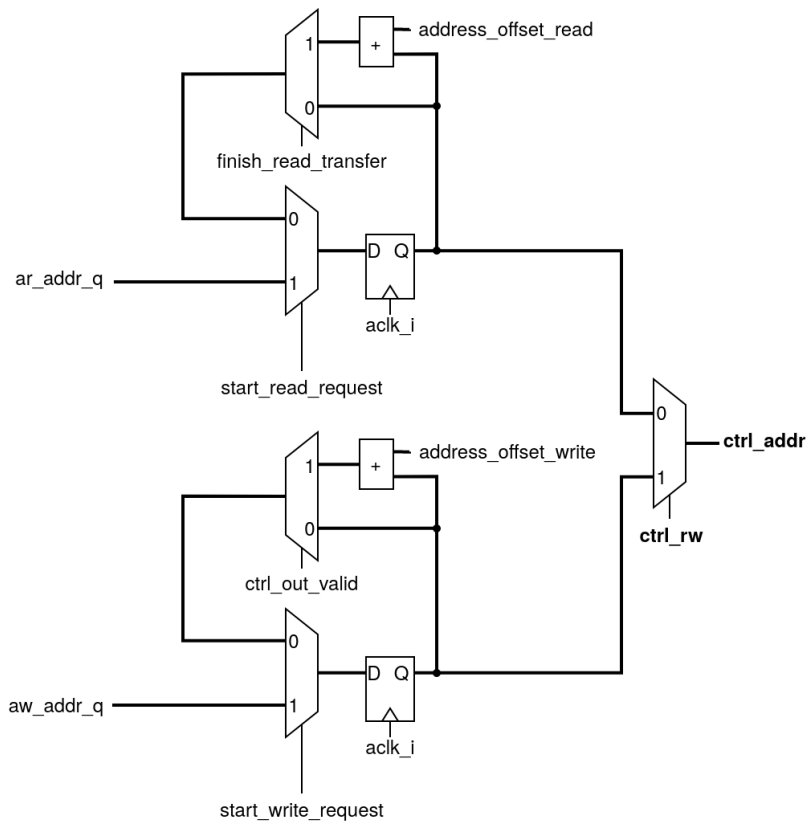 address_offset_read
1
+
0
finish_read_transfer
0
D Q
ar_addr_q
1
aclk_i
start_read_request
0
ctrl_addr
address_offset_write
1
+
1
0
ctrl_rw
ctrl_out_valid
0
D Q
aw_addr_q
1
aclk_i
start_write_request